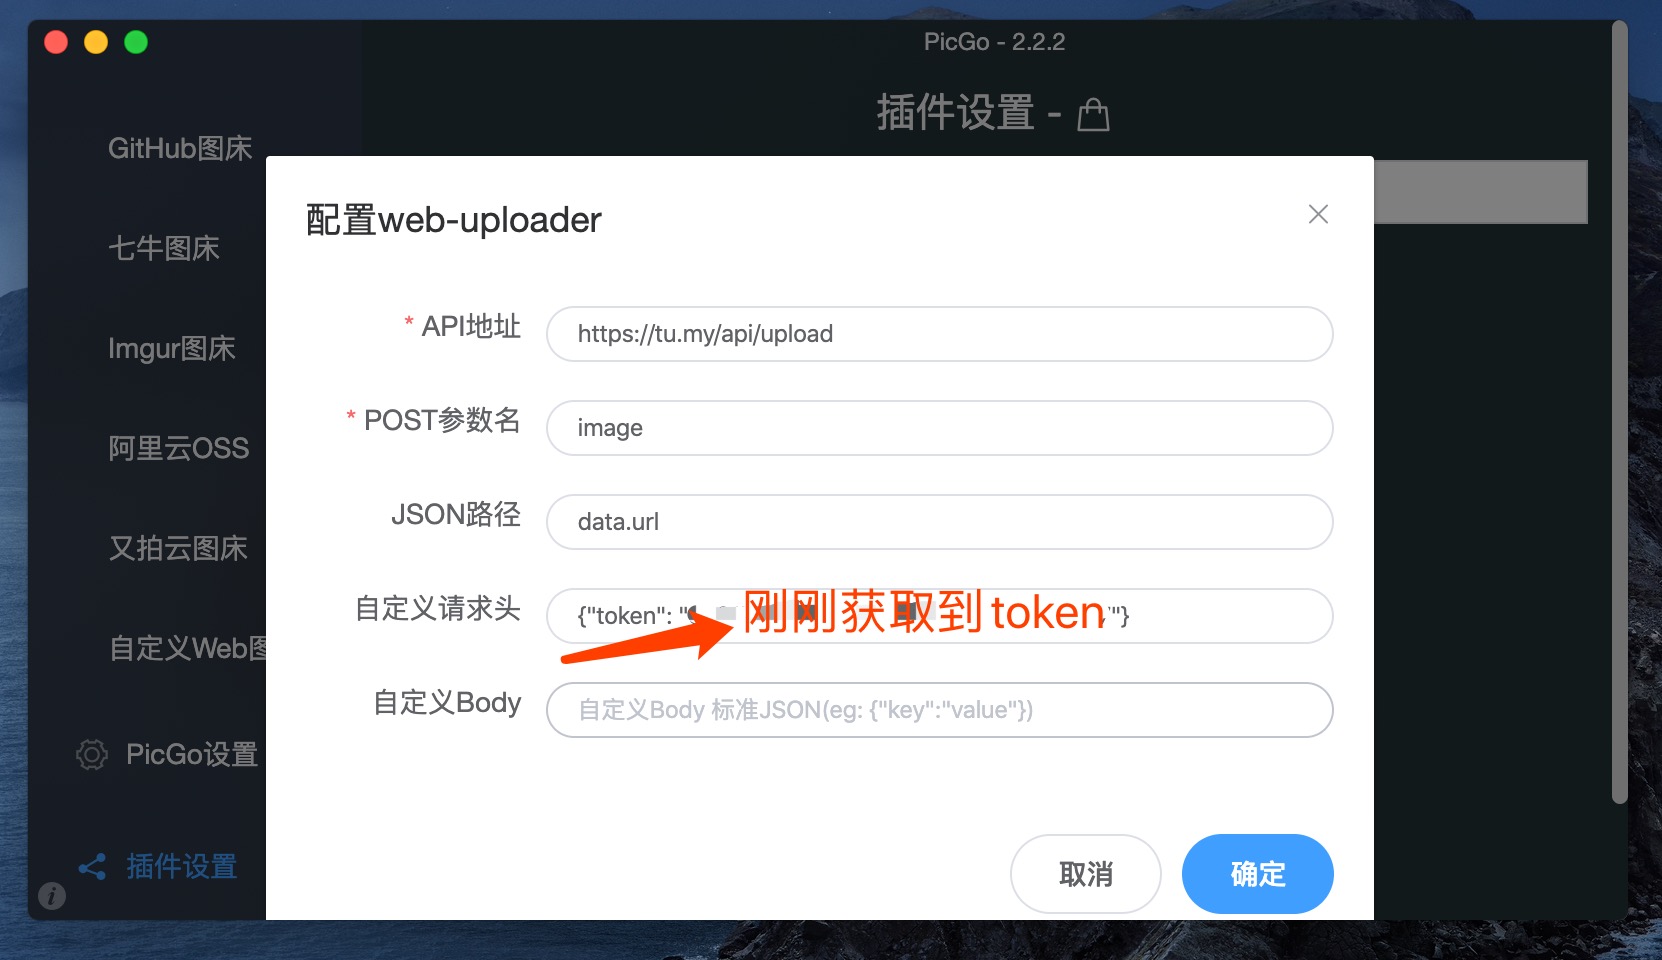 PicGo - 2.2.2
插件设置 -
GitHub图床
七牛图床
Imgur图床
阿里云OSS
又拍云图床
自定义Web图
PicGo设置
插件设置
配置web-uploader
* API地址
https://tu.my/api/upload
* POST参数名
image
JSON路径
data.url
自定义请求头
{"token": "
刚刚获取到token
"}
自定义Body
自定义Body 标准JSON(eg: {"key":"value"})
取消
确定